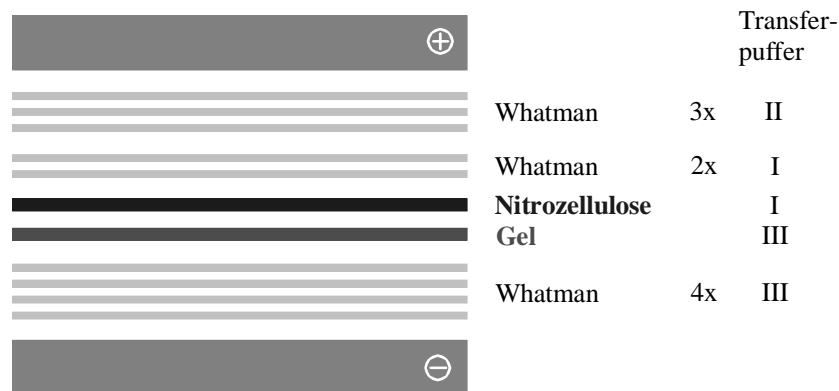 Transfer-
puffer
Whatman 3x II
Whatman 2x I
Nitrozellulose I
Gel III
Whatman 4x III